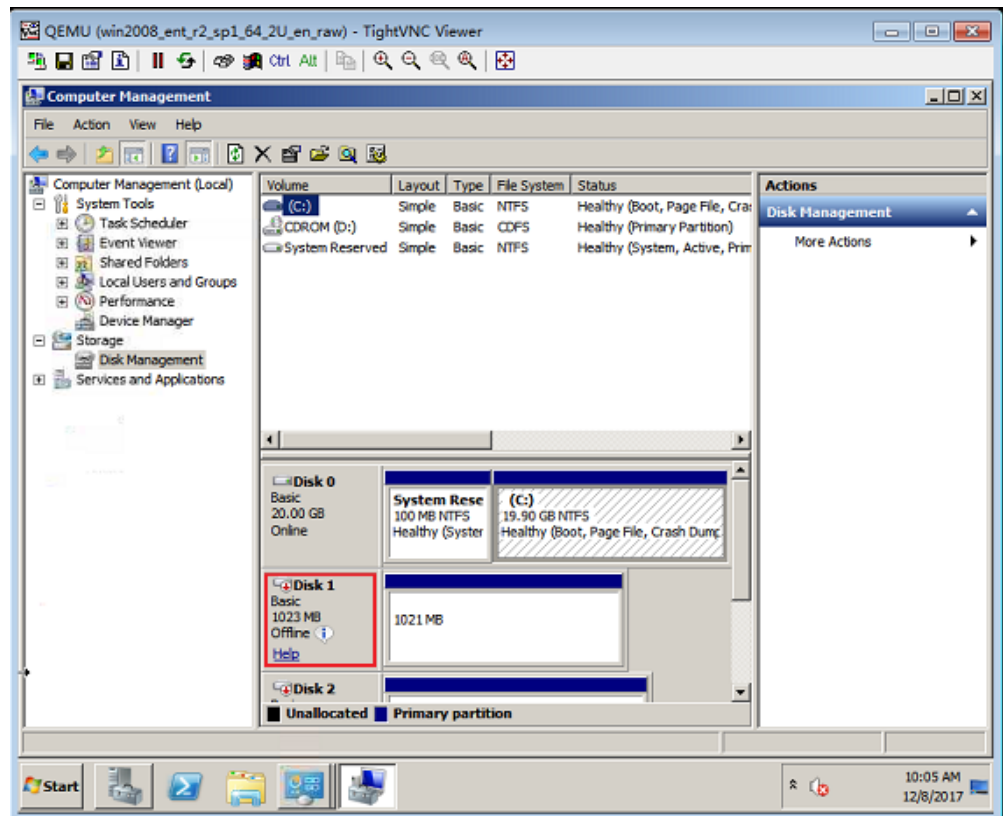 QEMU (win2008_ent_r2_sp1_64_2U_en_raw) - TightVNC Viewer
Ctrl Alt
Computer Management
File Action View Help
Computer Management (Local)
System Tools
Task Scheduler
Event Viewer
Shared Folders
Local Users and Groups
Performance
Device Manager
Storage
Disk Management
Services and Applications
Volume Layout Type File System Status
(C:) Simple Basic NTFS Healthy (Boot, Page File, Cra
CDROM (D:) Simple Basic CDFS Healthy (Primary Partition)
System Reserved Simple Basic NTFS Healthy (System, Active, Prim
Disk 0
Basic
20.00 GB
Online
System Rese
100 MB NTFS
Healthy (Syster
(C:)
19.90 GB NTFS
Healthy (Boot, Page File, Crash Dump
Disk 1
Basic
1023 MB
Offline
Help
1021 MB
Disk 2
Unallocated Primary partition
Actions
Disk Management
More Actions
Start
10:05 AM
12/8/2017